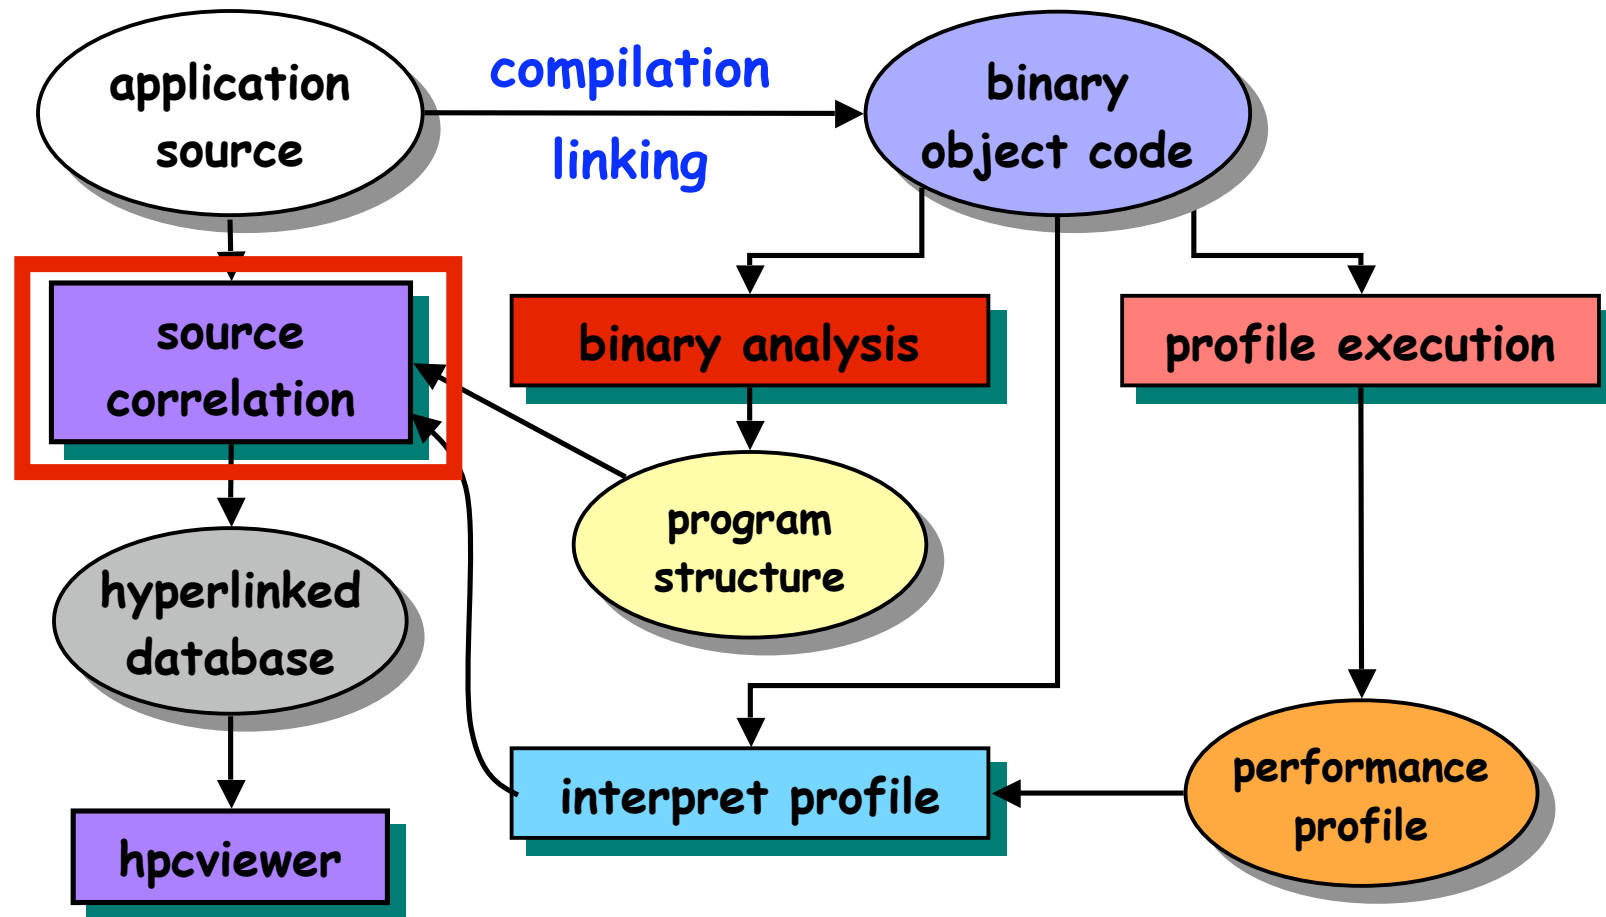 application
source
compilation
linking
binary
object code
source
correlation
binary analysis
profile execution
program
structure
hyperlinked
database
interpret profile
performance
profile
hpcviewer